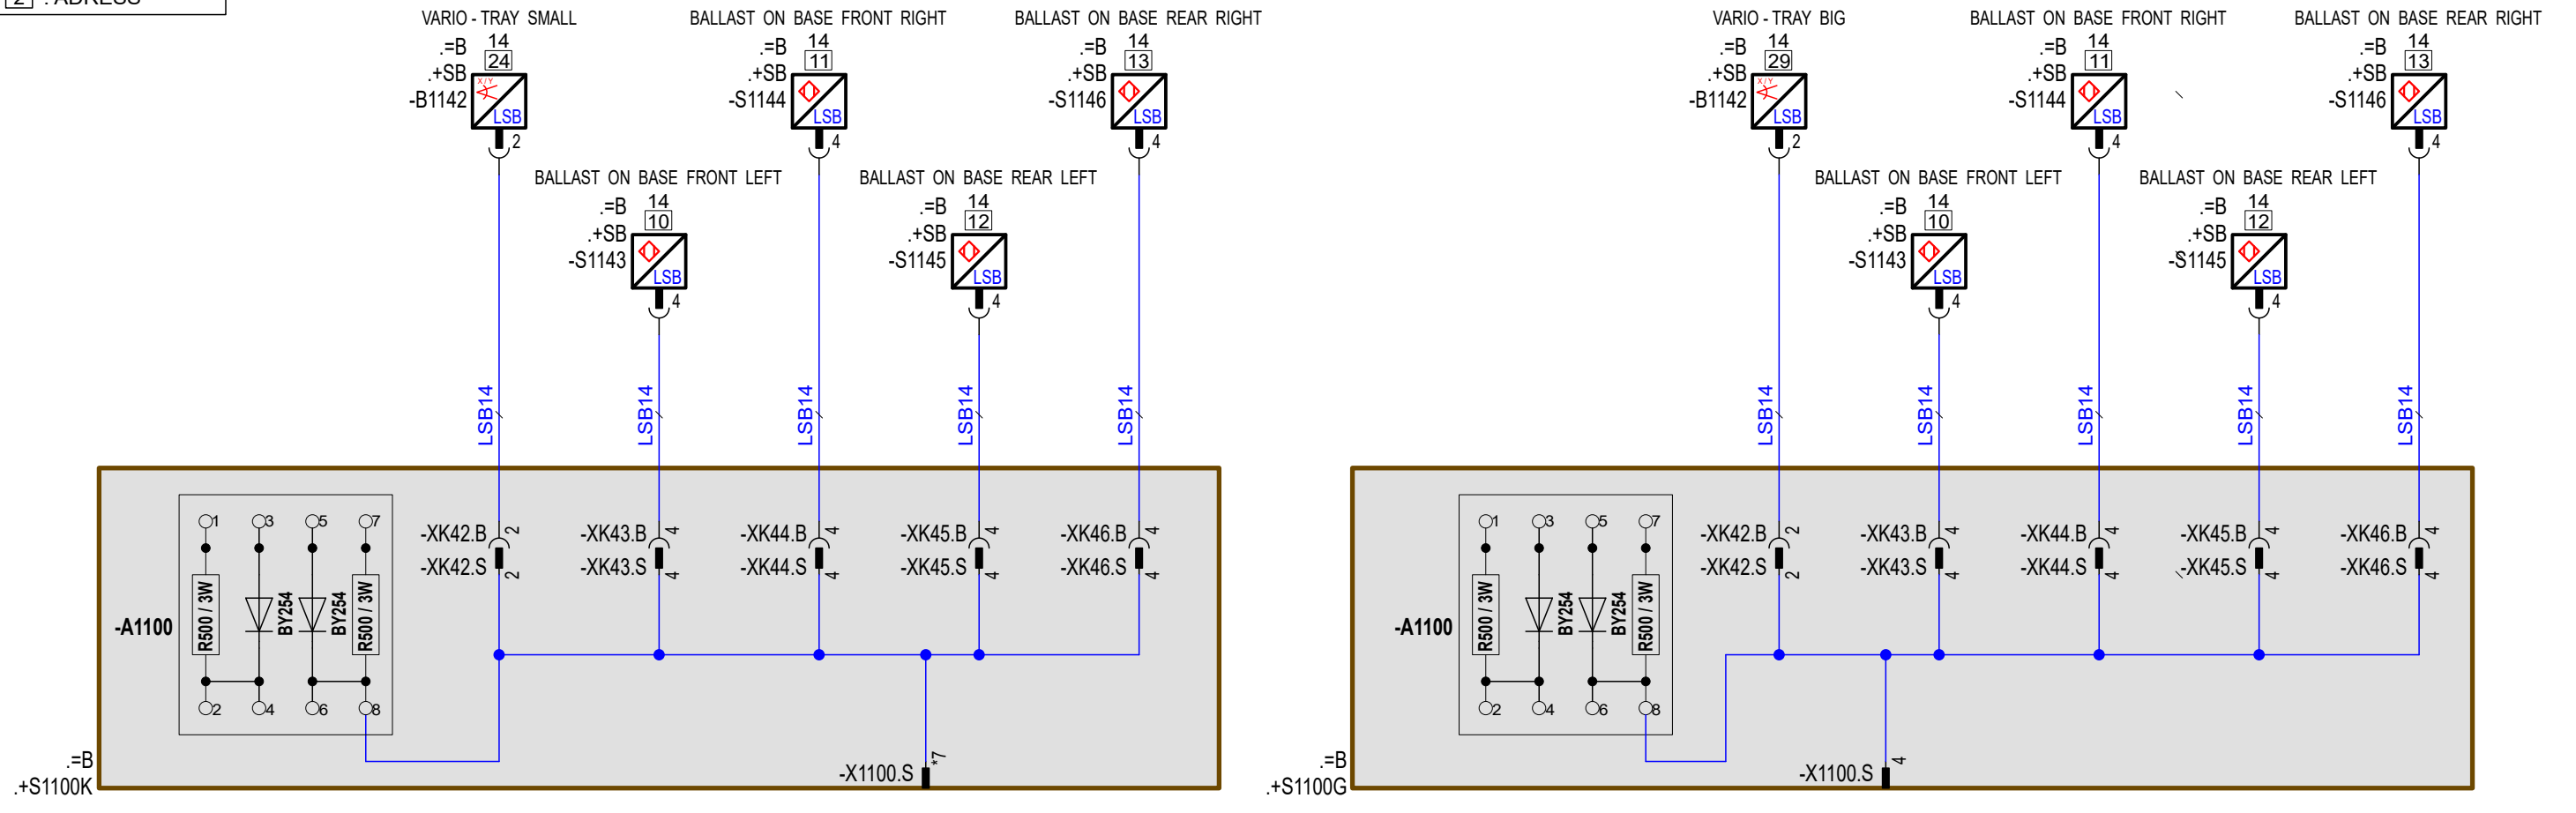 2 : ADRESS
VARIO - TRAY SMALL
.=B 14
24
.+SB
-B1142
X / Y
LSB
2
BALLAST ON BASE FRONT RIGHT
.=B 14
11
.+SB
-S1144
LSB
4
BALLAST ON BASE REAR RIGHT
.=B 14
13
.+SB
-S1146
LSB
4
BALLAST ON BASE FRONT LEFT
.=B 14
10
.+SB
-S1143
LSB
4
BALLAST ON BASE REAR LEFT
.=B 14
12
.+SB
-S1145
LSB
4
LSB14
LSB14
LSB14
LSB14
LSB14
-A1100
1 3 5 7
R500 / 3W
BY254
BY254
R500 / 3W
2 4 6 8
-XK42.B 2
-XK42.S 2
-XK43.B 4
-XK43.S 4
-XK44.B 4
-XK44.S 4
-XK45.B 4
-XK45.S 4
-XK46.B 4
-XK46.S 4
-X1100.S *7
.=B
.+S1100K
VARIO - TRAY BIG
.=B 14
29
.+SB
-B1142
X / Y
LSB
2
BALLAST ON BASE FRONT RIGHT
.=B 14
11
.+SB
-S1144
LSB
4
BALLAST ON BASE REAR RIGHT
.=B 14
13
.+SB
-S1146
LSB
4
BALLAST ON BASE FRONT LEFT
.=B 14
10
.+SB
-S1143
LSB
4
BALLAST ON BASE REAR LEFT
.=B 14
12
.+SB
-S1145
LSB
4
LSB14
LSB14
LSB14
LSB14
LSB14
-A1100
1 3 5 7
R500 / 3W
BY254
BY254
R500 / 3W
2 4 6 8
-XK42.B 2
-XK42.S 2
-XK43.B 4
-XK43.S 4
-XK44.B 4
-XK44.S 4
-XK45.B 4
-XK45.S 4
-XK46.B 4
-XK46.S 4
-X1100.S 4
.=B
.+S1100G